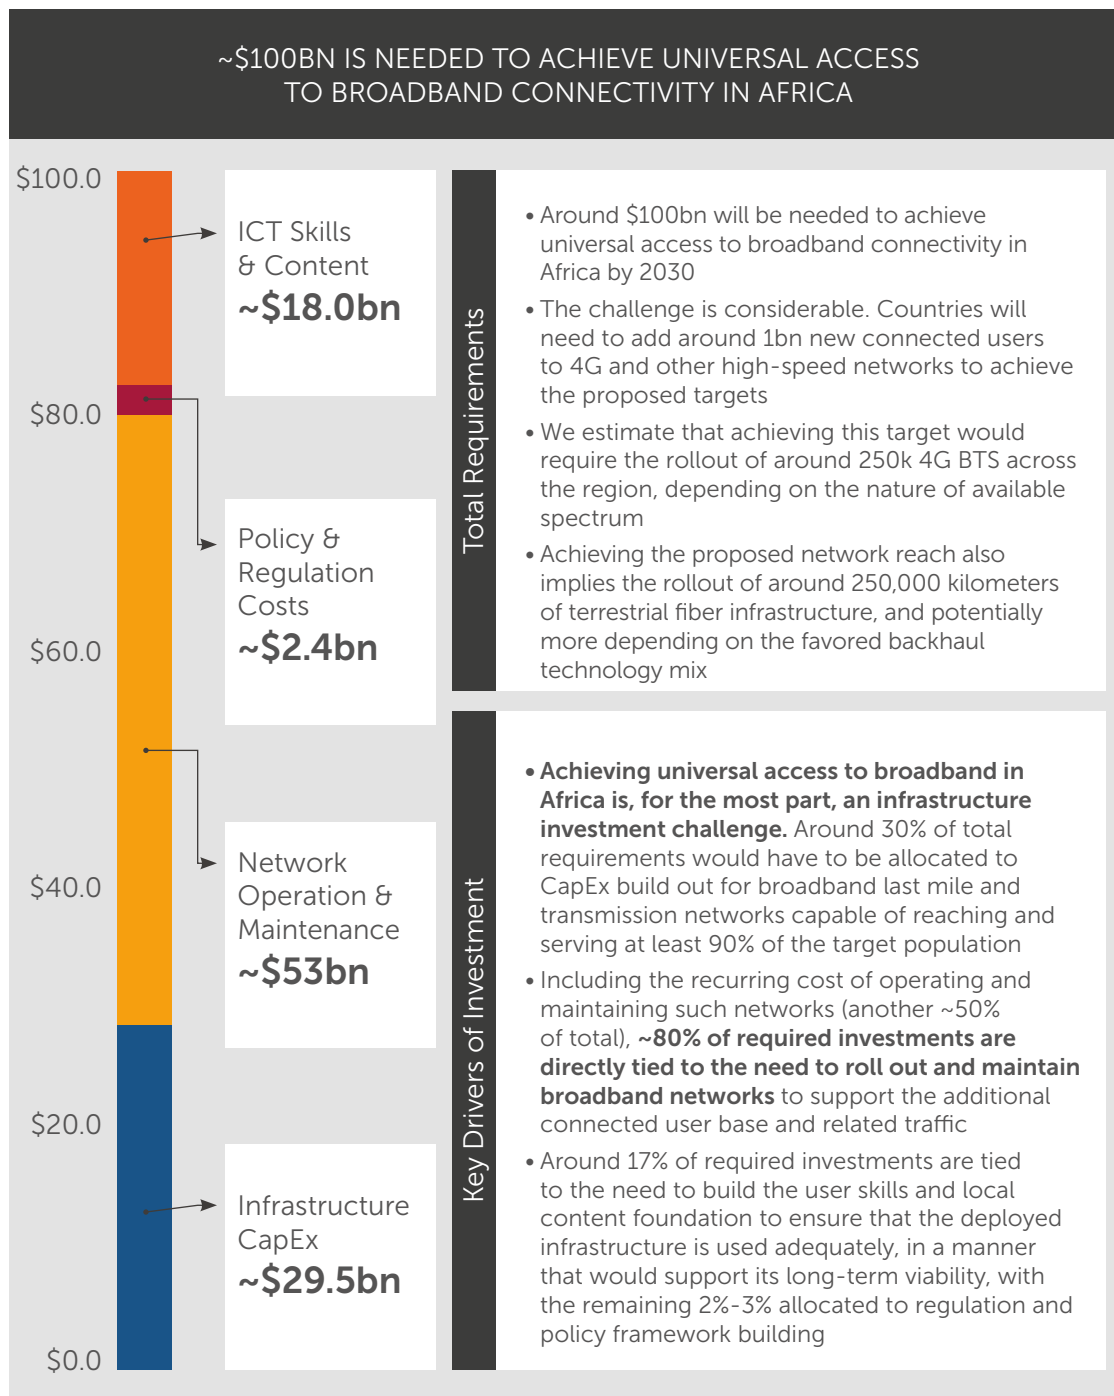 ~$100BN IS NEEDED TO ACHIEVE UNIVERSAL ACCESS
TO BROADBAND CONNECTIVITY IN AFRICA
$100.0
$80.0
$60.0
$40.0
$20.0
$0.0
ICT Skills
& Content
~$18.0bn
Policy &
Regulation
Costs
~$2.4bn
Network
Operation &
Maintenance
~$53bn
Infrastructure
CapEx
~$29.5bn
Total Requirements
• Around $100bn will be needed to achieve
universal access to broadband connectivity in
Africa by 2030
• The challenge is considerable. Countries will
need to add around 1bn new connected users
to 4G and other high-speed networks to achieve
the proposed targets
• We estimate that achieving this target would
require the rollout of around 250k 4G BTS across
the region, depending on the nature of available
spectrum
• Achieving the proposed network reach also
implies the rollout of around 250,000 kilometers
of terrestrial fiber infrastructure, and potentially
more depending on the favored backhaul
technology mix
Key Drivers of Investment
• Achieving universal access to broadband in
Africa is, for the most part, an infrastructure
investment challenge. Around 30% of total
requirements would have to be allocated to
CapEx build out for broadband last mile and
transmission networks capable of reaching and
serving at least 90% of the target population
• Including the recurring cost of operating and
maintaining such networks (another ~50%
of total), ~80% of required investments are
directly tied to the need to roll out and maintain
broadband networks to support the additional
connected user base and related traffic
• Around 17% of required investments are tied
to the need to build the user skills and local
content foundation to ensure that the deployed
infrastructure is used adequately, in a manner
that would support its long-term viability, with
the remaining 2%-3% allocated to regulation and
policy framework building